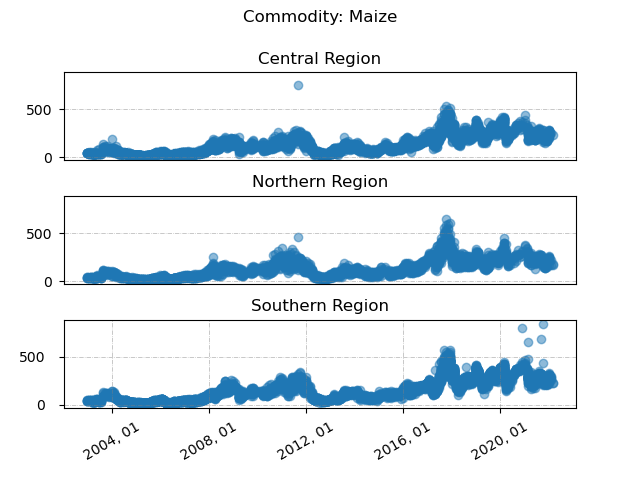 Commodity: Maize
Central Region
500
0
Northern Region
500
0
Southern Region
500
0
2004, 01
2008, 01
2012, 01
2016, 01
2020, 01